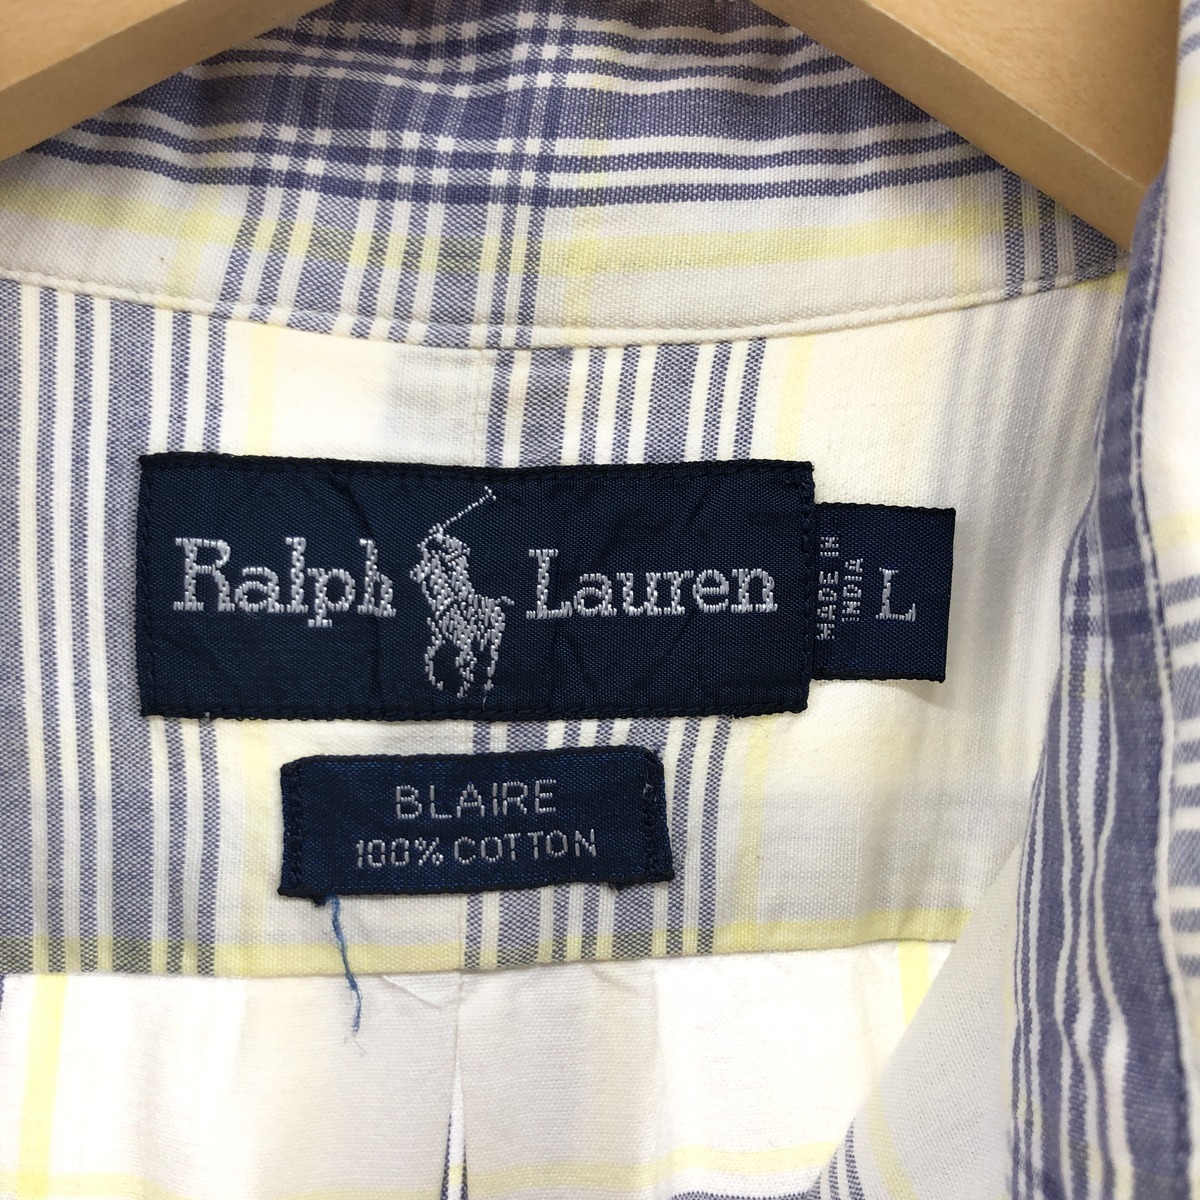 Ralph Lauren
MADE IN
INDIA
L
BLAIRE
100% COTTON